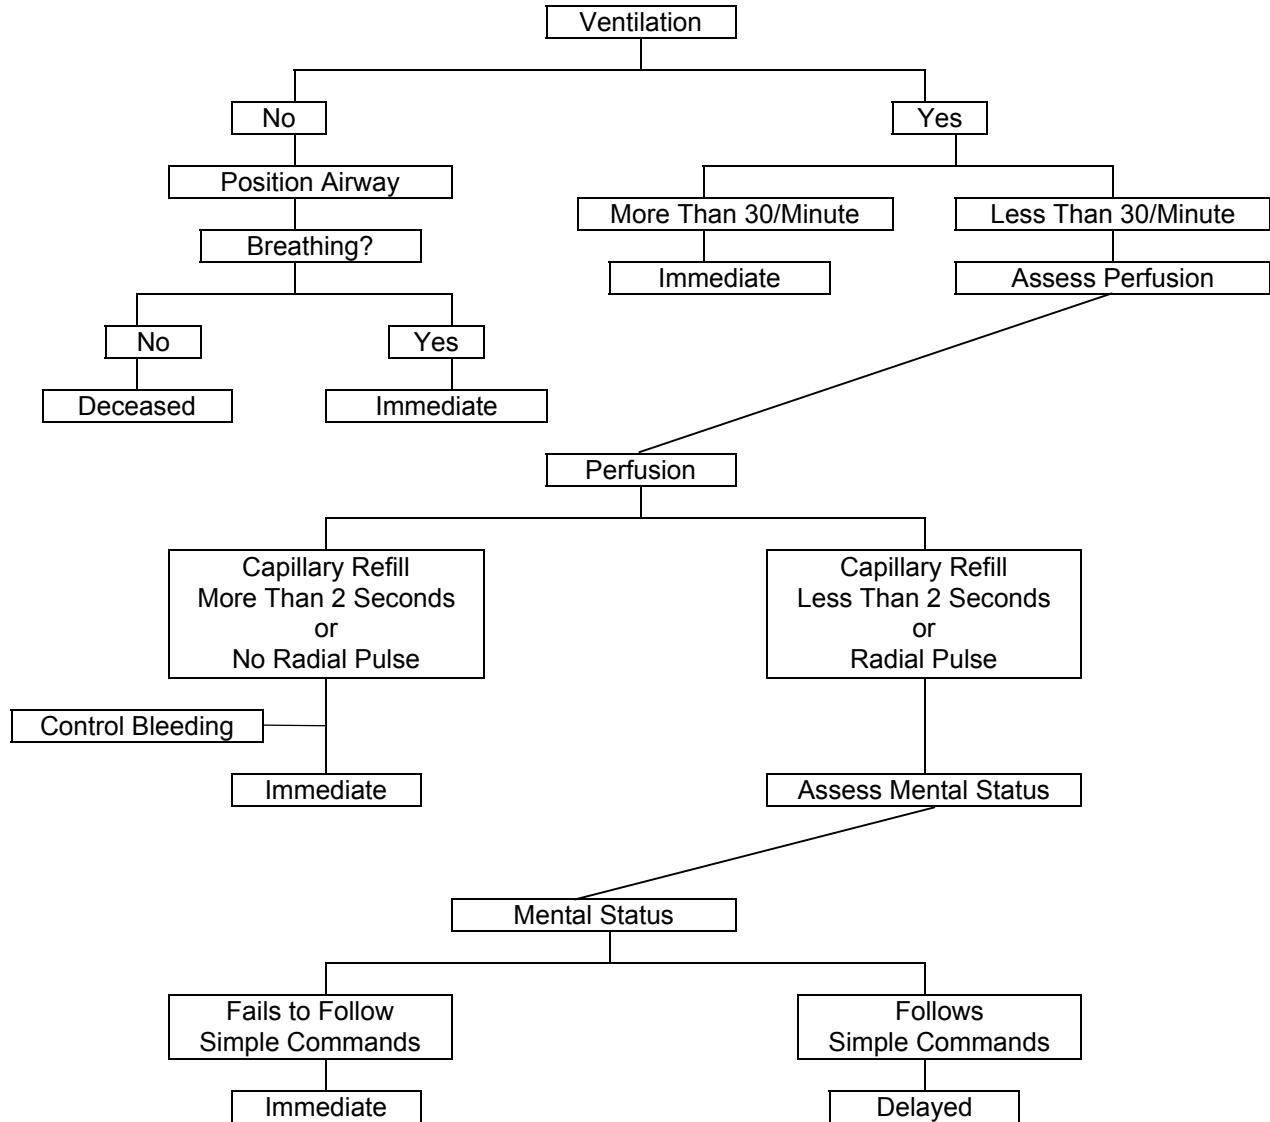 Ventilation
No
Yes
Position Airway
More Than 30/Minute
Less Than 30/Minute
Breathing?
Immediate
Assess Perfusion
No
Yes
Deceased
Immediate
Perfusion
Capillary Refill
More Than 2 Seconds
or
No Radial Pulse
Capillary Refill
Less Than 2 Seconds
or
Radial Pulse
Control Bleeding
Immediate
Assess Mental Status
Mental Status
Fails to Follow
Simple Commands
Follows
Simple Commands
Immediate
Delayed